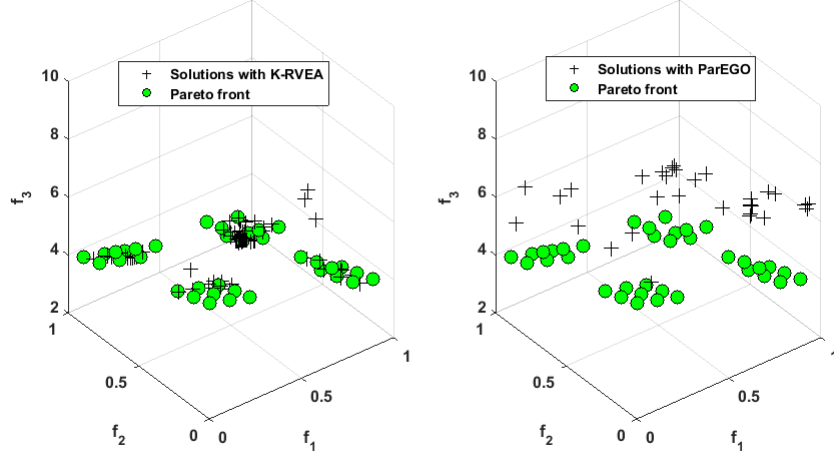 10
8
6
4
2
f3
Solutions with K-RVEA
Pareto front
1
0.5
0
f2
0
0.5
1
f1
10
8
6
4
2
f3
Solutions with ParEGO
Pareto front
1
0.5
0
f2
0
0.5
1
f1